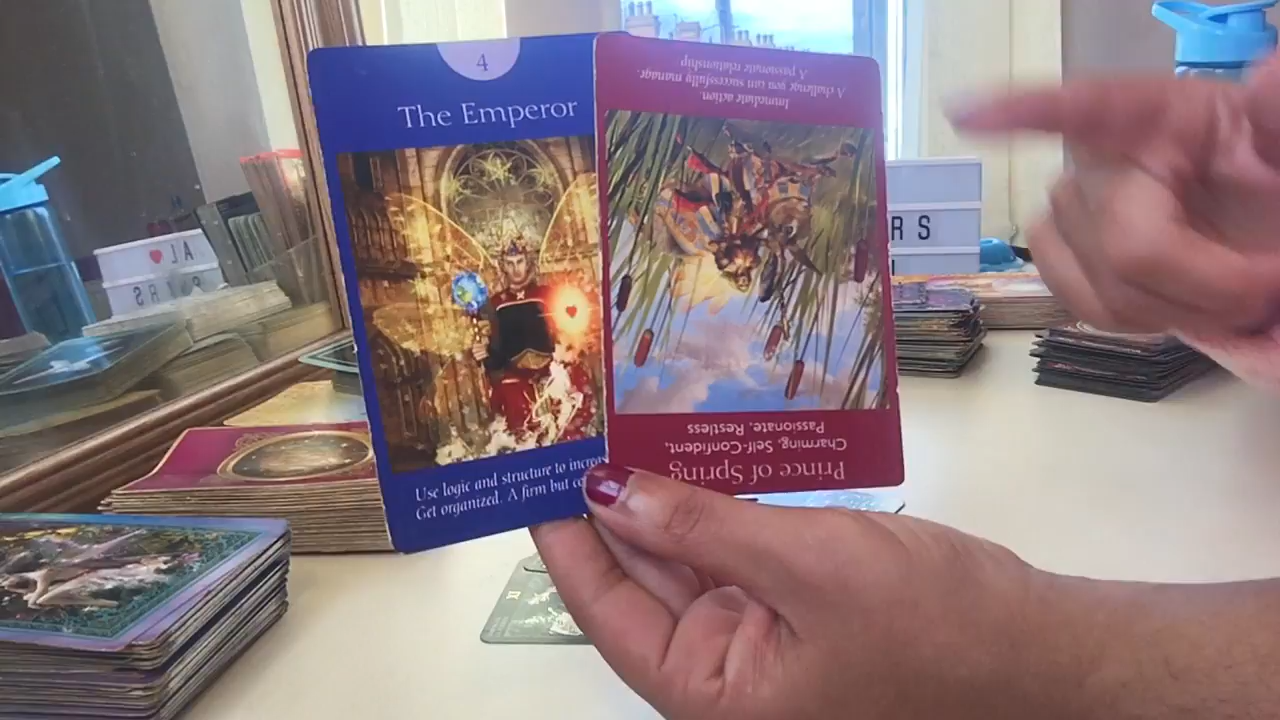 4
The Emperor
Use logic and structure to
Get organized. A firm but
Prince of Spring
Charming, Self-Confident,
Passionate, Restless
Immediate action.
A challenge you can successfully manage.
A passionate relationship
RS
AL